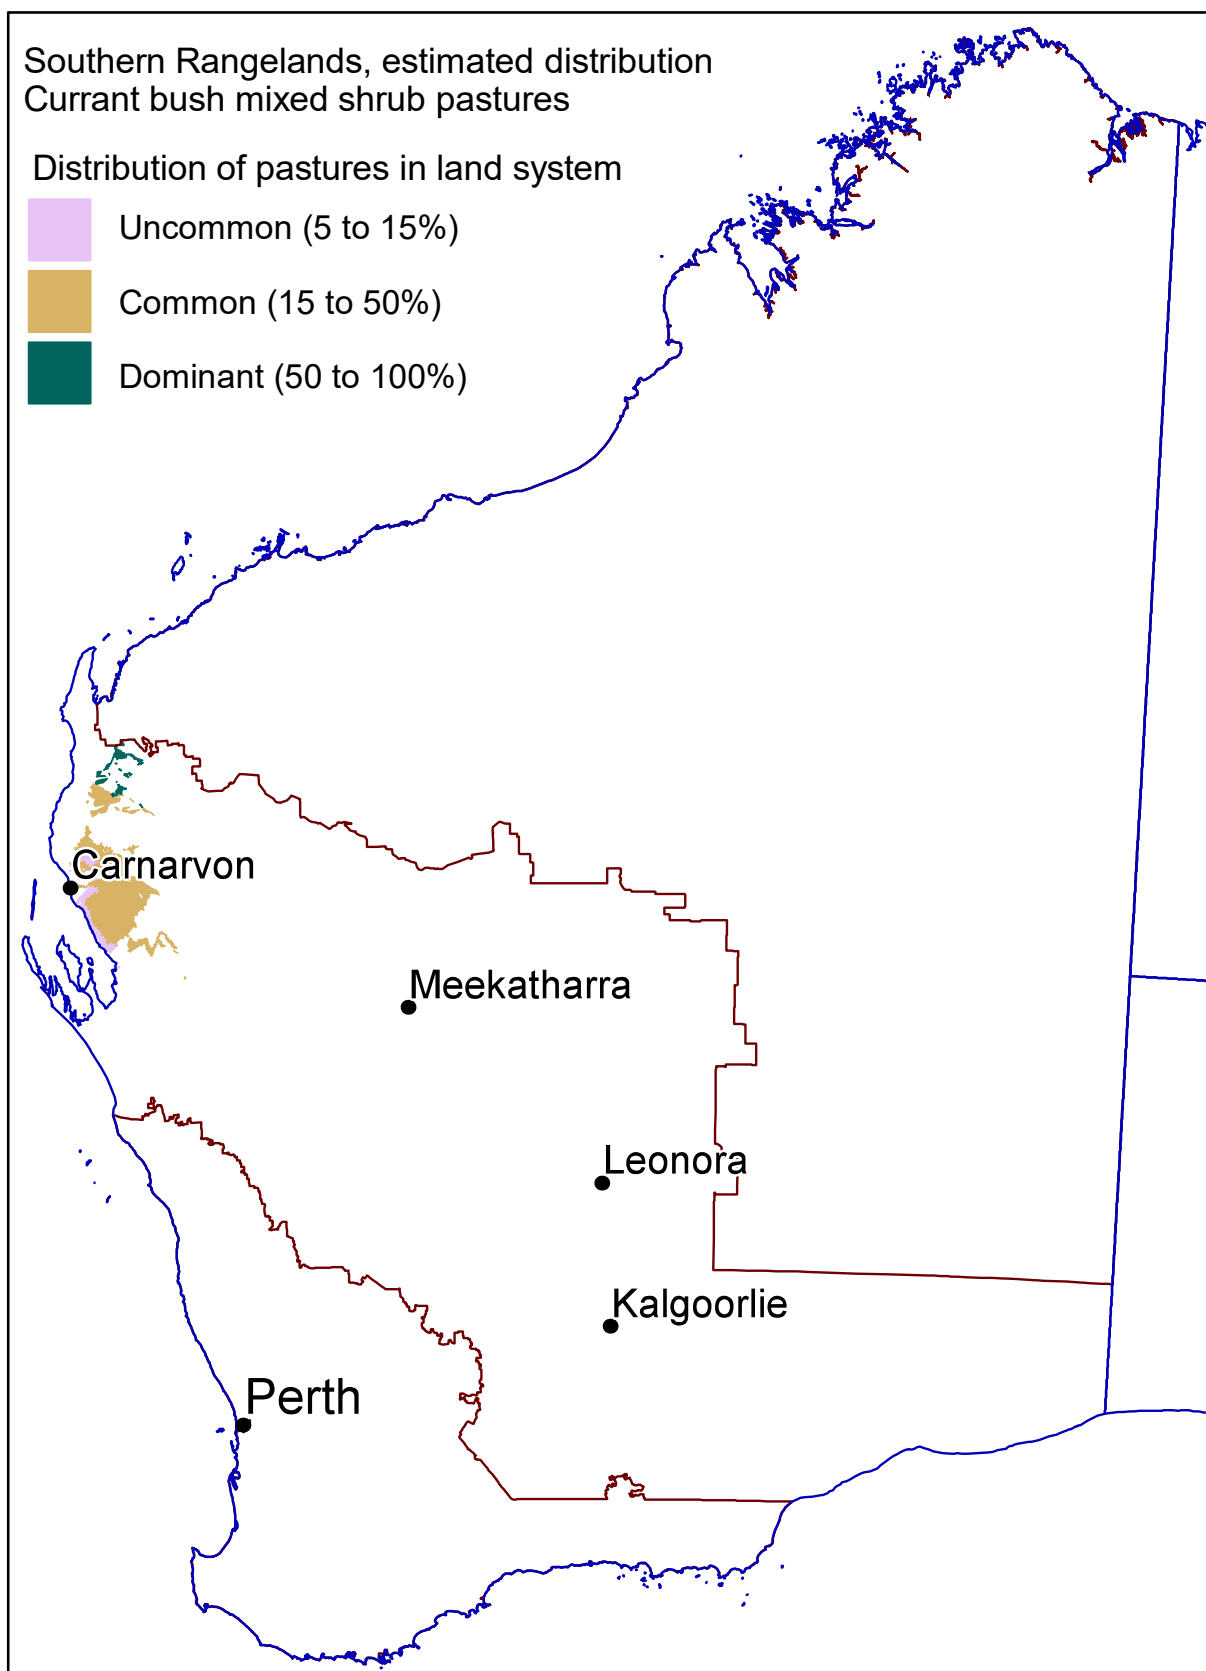 Southern Rangelands, estimated distribution
Currant bush mixed shrub pastures
Distribution of pastures in land system
Uncommon (5 to 15%)
Common (15 to 50%)
Dominant (50 to 100%)
Carnarvon
Meekatharra
Leonora
Kalgoorlie
Perth